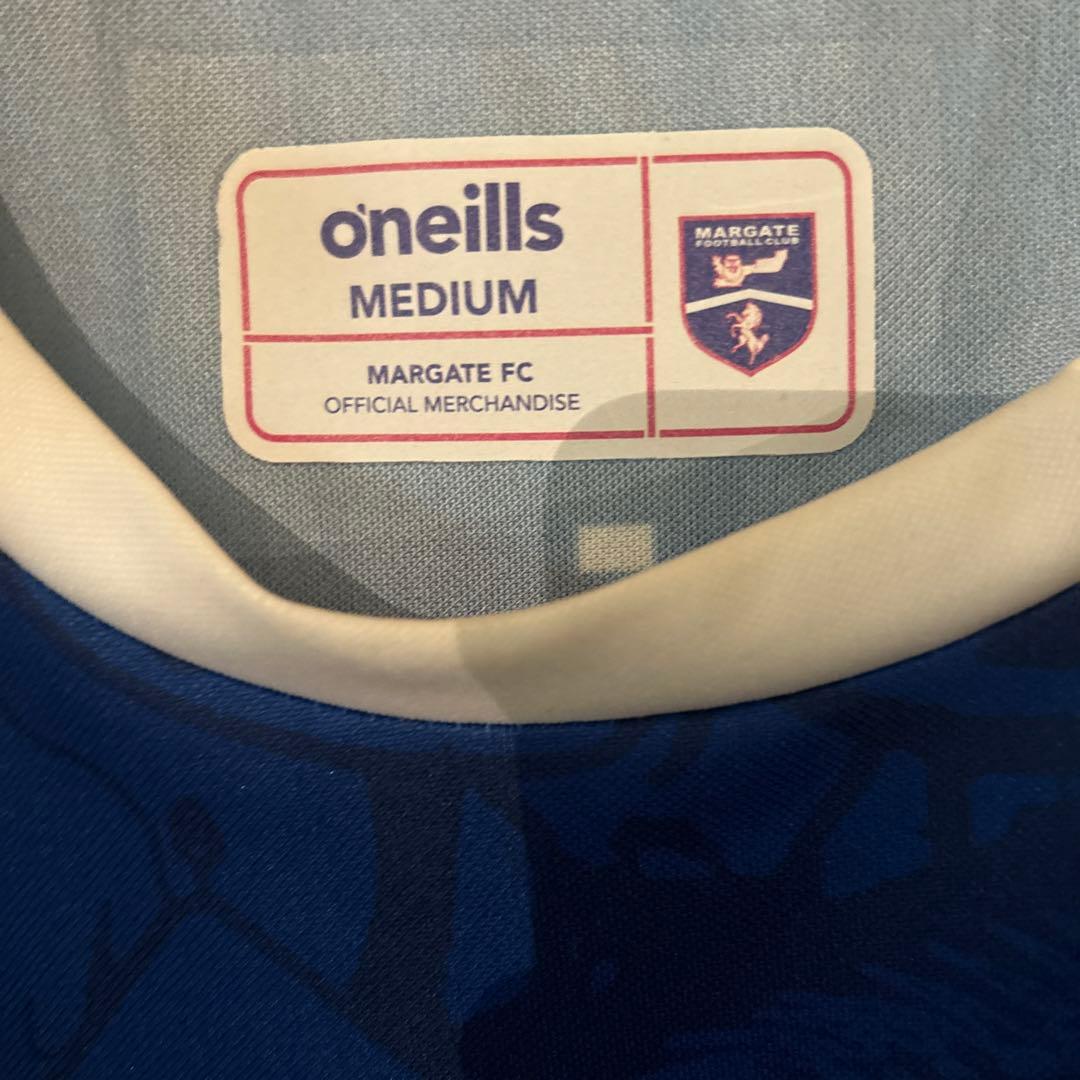 o'neills
MEDIUM
MARGATE FC
OFFICIAL MERCHANDISE
MARGATE
FOOTBALL CLUB